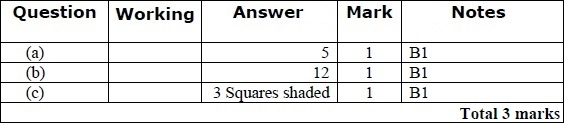 Question Working Answer Mark Notes
(a) 5 1 B1
(b) 12 1 B1
(c) 3 Squares shaded 1 B1
Total 3 marks